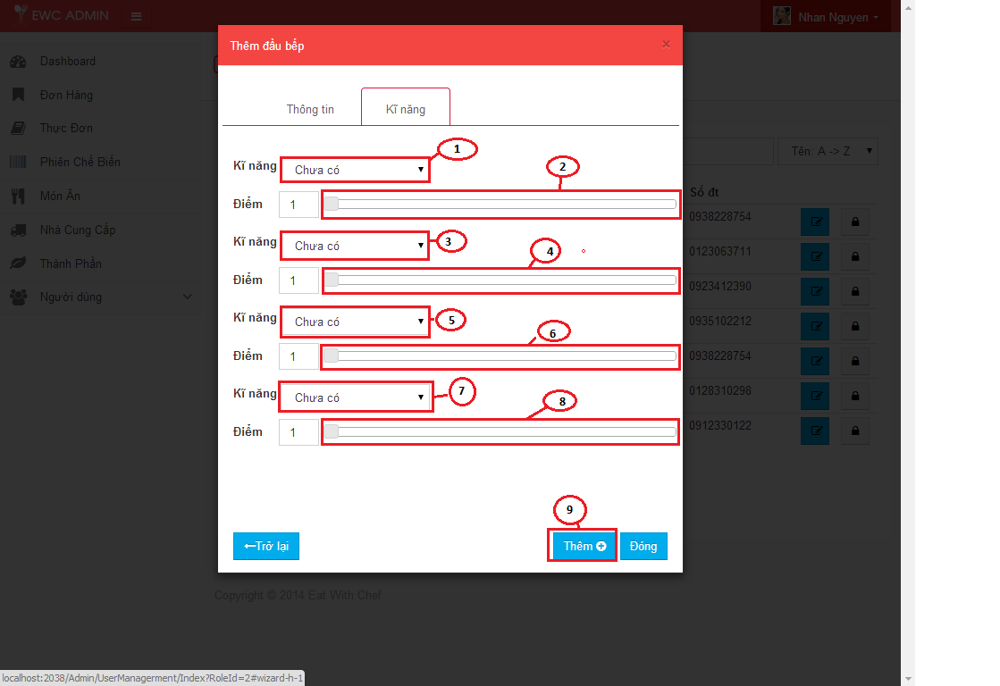 EWC ADMIN
Nhan Nguyen
Dashboard
Đơn Hàng
Thực Đơn
Phiên Chế Biến
Món Ăn
Nhà Cung Cấp
Thành Phần
Người dùng
Thêm đầu bếp ×
Thông tin Kĩ năng
1
Kĩ năng Chưa có
2
Điểm 1
3
Kĩ năng Chưa có
4
Điểm 1
5
Kĩ năng Chưa có
6
Điểm 1
7
Kĩ năng Chưa có
8
Điểm 1
9
Trở lại Thêm Đóng
Tên: A -> Z
Số đt
0938228754
0123063711
0923412390
0935102212
0938228754
0128310298
0912330122
Copyright © 2014 Eat With Chef
localhost:2038/Admin/UserManagerment/Index?RoleId=2#wizard-h-1